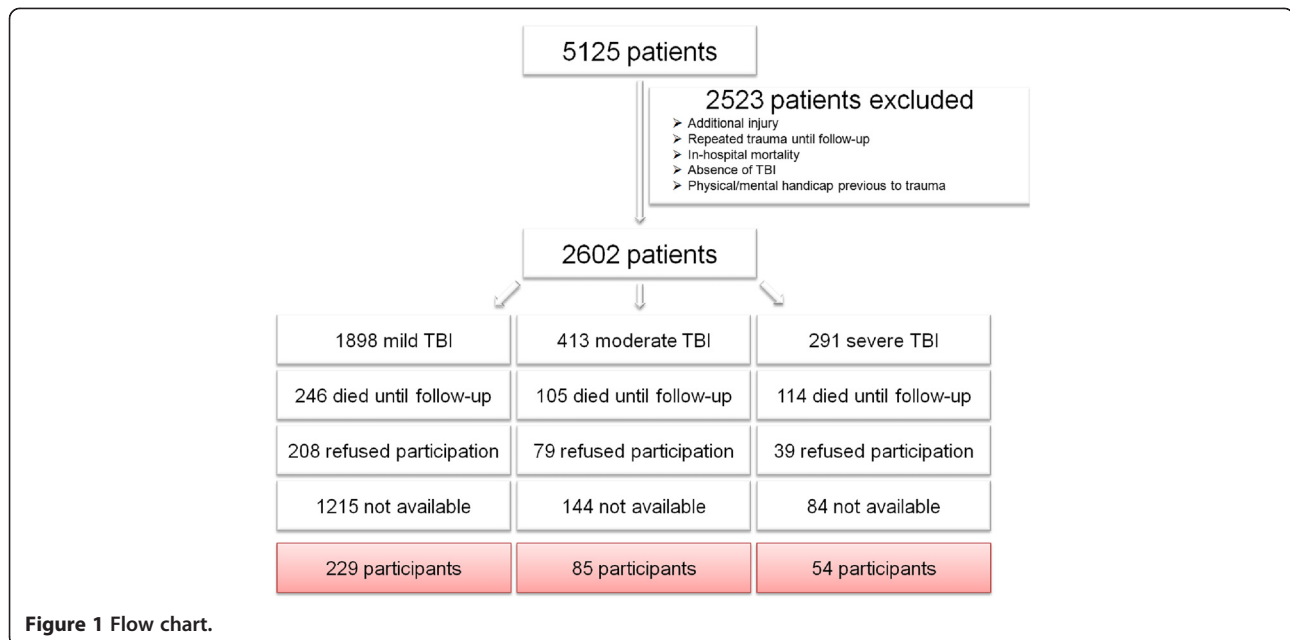 5125 patients
2523 patients excluded
➤ Additional injury
➤ Repeated trauma until follow-up
➤ In-hospital mortality
➤ Absence of TBI
➤ Physical/mental handicap previous to trauma
2602 patients
1898 mild TBI
413 moderate TBI
291 severe TBI
246 died until follow-up
105 died until follow-up
114 died until follow-up
208 refused participation
79 refused participation
39 refused participation
1215 not available
144 not available
84 not available
229 participants
85 participants
54 participants
Figure 1 Flow chart.